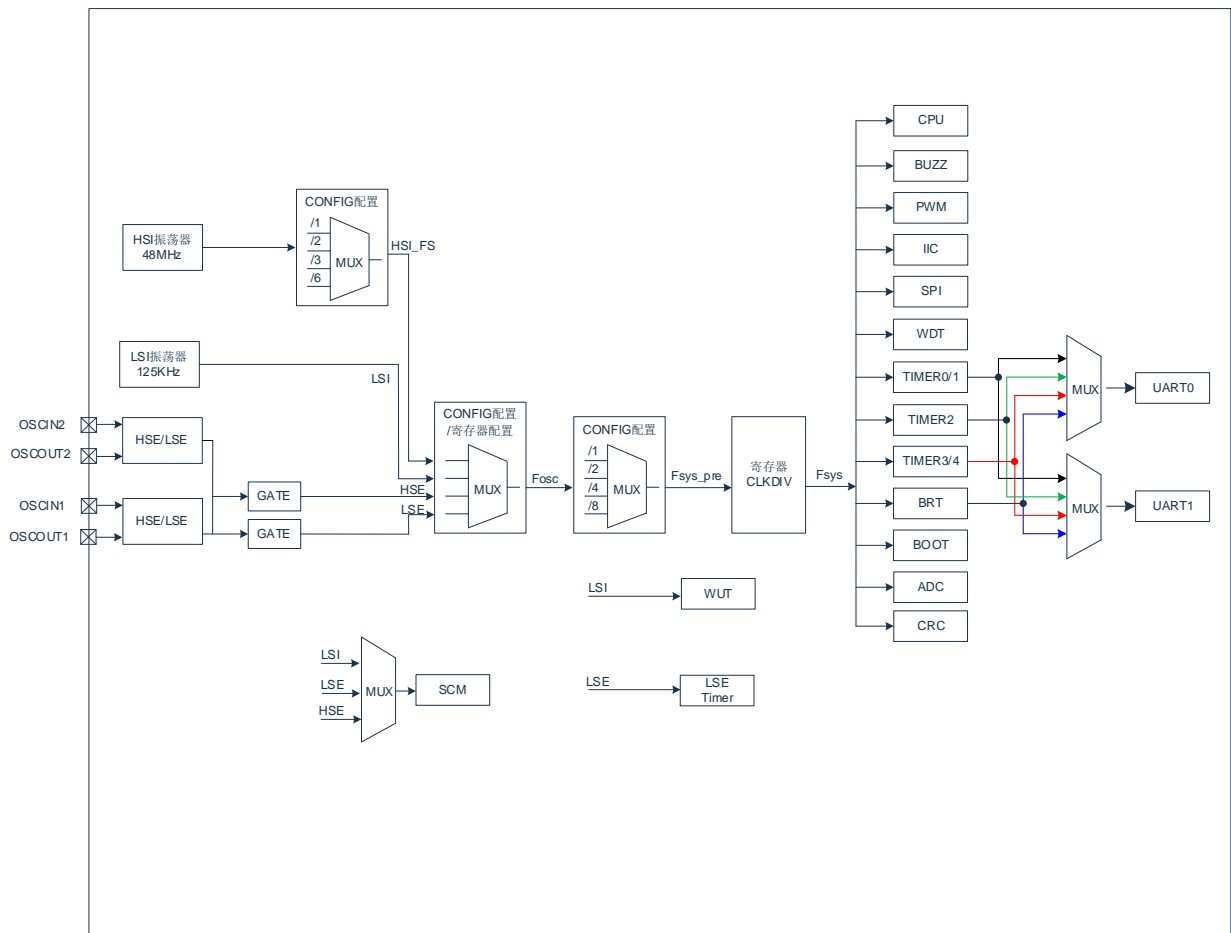 CONFIG配置
/1
/2
/3
/6
MUX
HSI振荡器
48MHz
HSI_FS
LSI振荡器
125KHz
LSI
OSCIN2
OSCOUT2
HSE/LSE
OSCIN1
OSCOUT1
HSE/LSE
GATE
GATE
HSE
LSE
CONFIG配置
/寄存器配置
MUX
Fosc
CONFIG配置
/1
/2
/4
/8
MUX
Fsys_pre
寄存器
CLKDIV
Fsys
CPU
BUZZ
PWM
IIC
SPI
WDT
TIMER0/1
TIMER2
TIMER3/4
BRT
BOOT
ADC
CRC
MUX
UART0
MUX
UART1
LSI
WUT
LSE
LSE
Timer
LSI
LSE
HSE
MUX
SCM